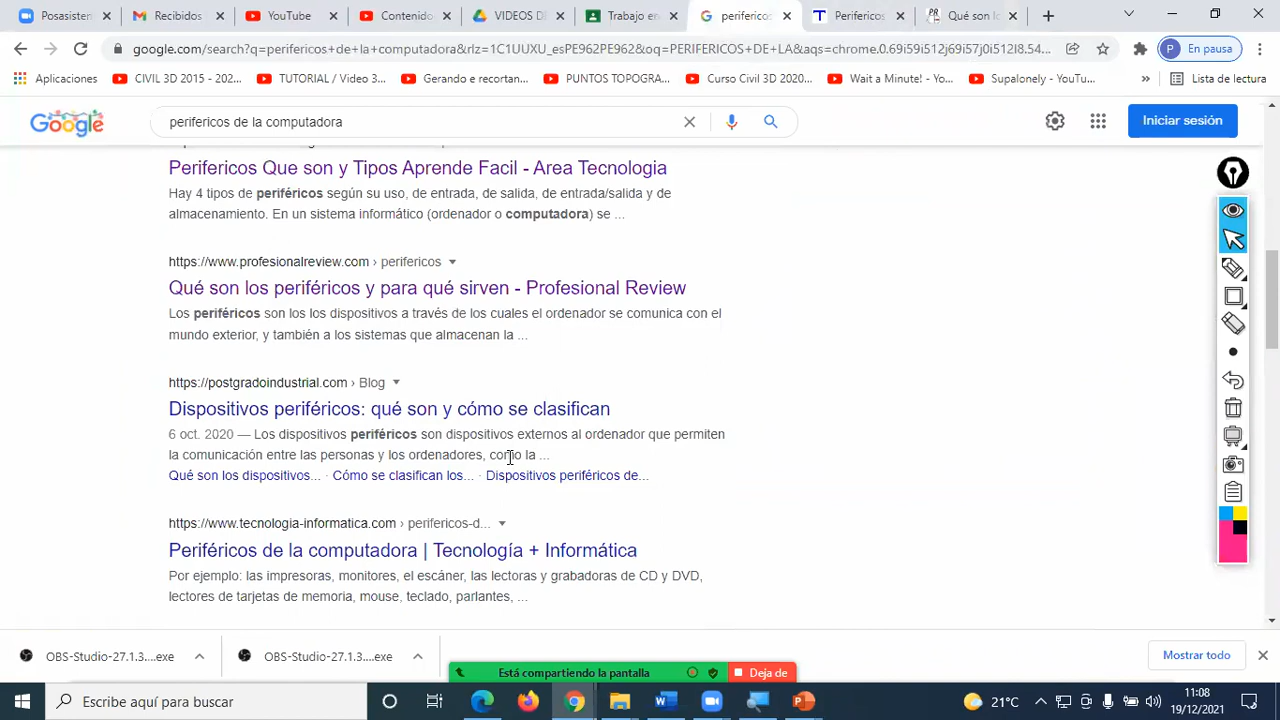 Posasisten
Recibidos
YouTube
Contenido
VIDEOS D
Trabajo en
periferico
Periferico
Qué son lo
google.com/search?q=perifericos+de+la+computadora&rlz=1C1UUXU_esPE962PE962&oq=PERIFERICOS+DE+LA&aqs=chrome.0.69i59i512j69i57j0i512l8.54...
P En pausa
Aplicaciones
CIVIL 3D 2015 - 202...
TUTORIAL / Video 3...
Gerando e recortan...
PUNTOS TOPOGRA...
Curso Civil 3D 2020...
Wait a Minute! - Yo...
Supalonely - YouTu...
»
Lista de lectura
Google
perifericos de la computadora
Iniciar sesión
Perifericos Que son y Tipos Aprende Facil - Area Tecnologia
Hay 4 tipos de periféricos según su uso, de entrada, de salida, de entrada/salida y de
almacenamiento. En un sistema informático (ordenador o computadora) se ...
https://www.profesionalreview.com › perifericos
Qué son los periféricos y para qué sirven - Profesional Review
Los periféricos son los los dispositivos a través de los cuales el ordenador se comunica con el
mundo exterior, y también a los sistemas que almacenan la ...
https://postgradoindustrial.com › Blog
Dispositivos periféricos: qué son y cómo se clasifican
6 oct. 2020 — Los dispositivos periféricos son dispositivos externos al ordenador que permiten
la comunicación entre las personas y los ordenadores, como la ...
Qué son los dispositivos... · Cómo se clasifican los... · Dispositivos periféricos de...
https://www.tecnologia-informatica.com › perifericos-d...
Periféricos de la computadora | Tecnología + Informática
Por ejemplo: las impresoras, monitores, el escáner, las lectoras y grabadoras de CD y DVD,
lectores de tarjetas de memoria, mouse, teclado, parlantes, ...
OBS-Studio-27.1.3....exe
OBS-Studio-27.1.3....exe
Mostrar todo
Está compartiendo la pantalla
Deja de
Escribe aquí para buscar
21°C
11:08
19/12/2021